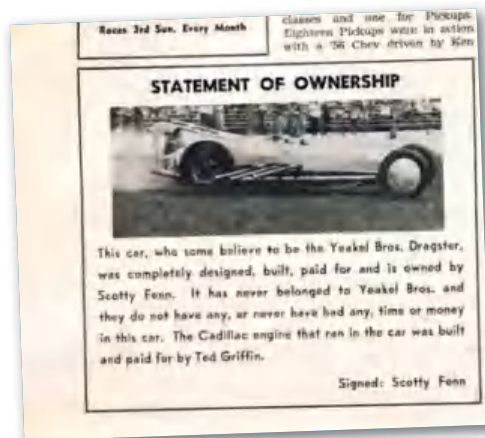 Races 3rd Sun. Every Month
classes and one for Pickups.
Eighteen Pickups were in action
with a '56 Chev driven by Ken
STATEMENT OF OWNERSHIP
This car, who some believe to be the Yeakel Bros. Dragster,
was completely designed, built, paid for and is owned by
Scotty Fenn. It has never belonged to Yeakel Bros. and
they do not have any, or never have had any, time or money
in this car. The Cadillac engine that ran in the car was built
and paid for by Ted Griffin.
Signed: Scotty Fenn